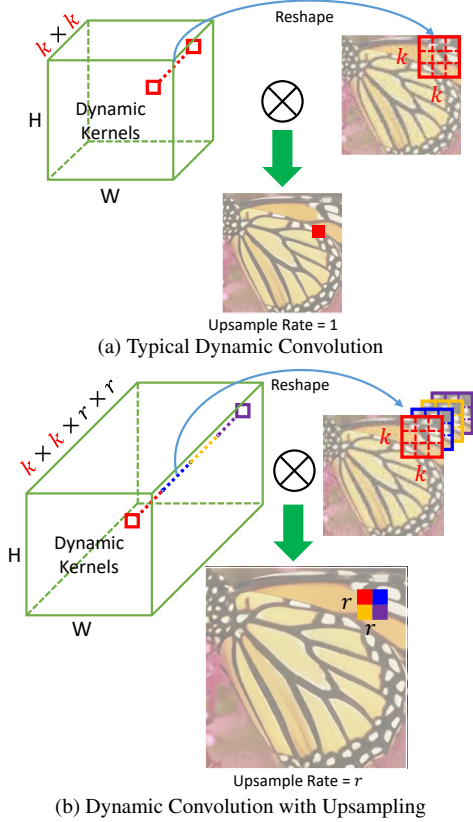 k × k
Reshape
k
k
H
Dynamic
Kernels
W
Upsample Rate = 1
(a) Typical Dynamic Convolution
k × k × r × r
Reshape
k
k
H
Dynamic
Kernels
W
r
r
Upsample Rate = r
(b) Dynamic Convolution with Upsampling